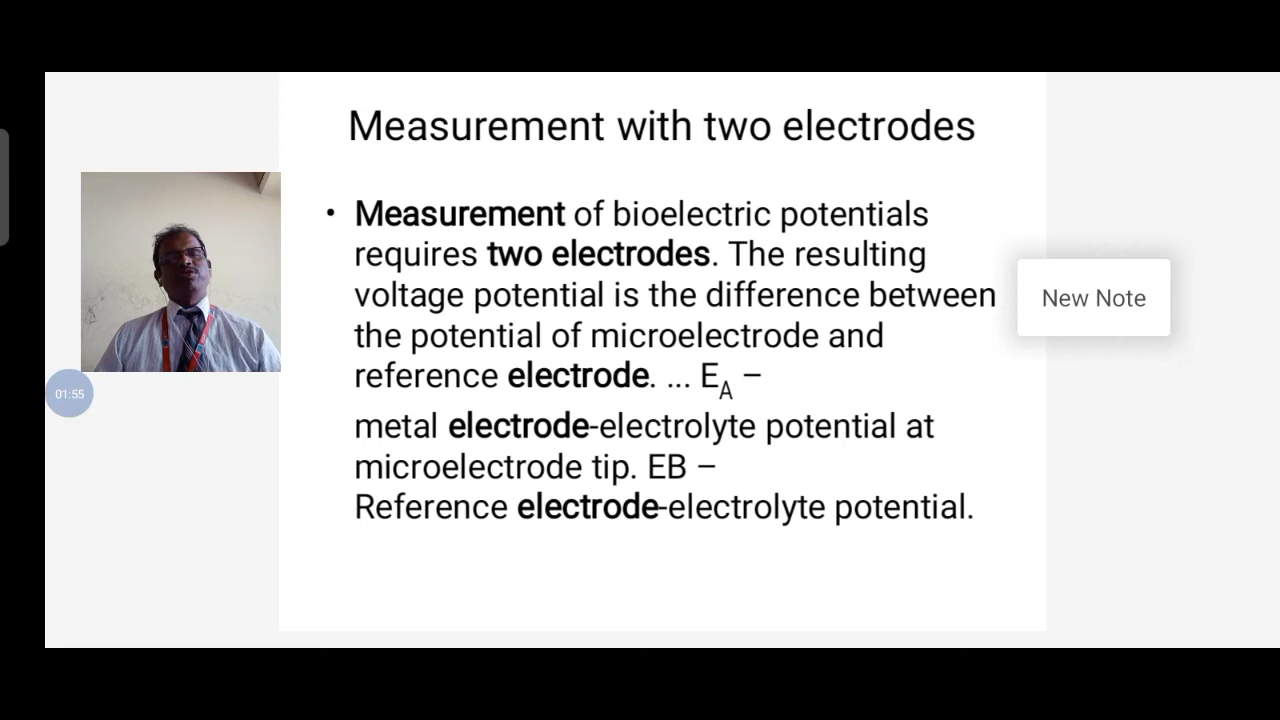 Measurement with two electrodes
• Measurement of bioelectric potentials
requires two electrodes. The resulting
voltage potential is the difference between
the potential of microelectrode and
reference electrode. ... EA –
metal electrode-electrolyte potential at
microelectrode tip. EB –
Reference electrode-electrolyte potential.
New Note
01:55